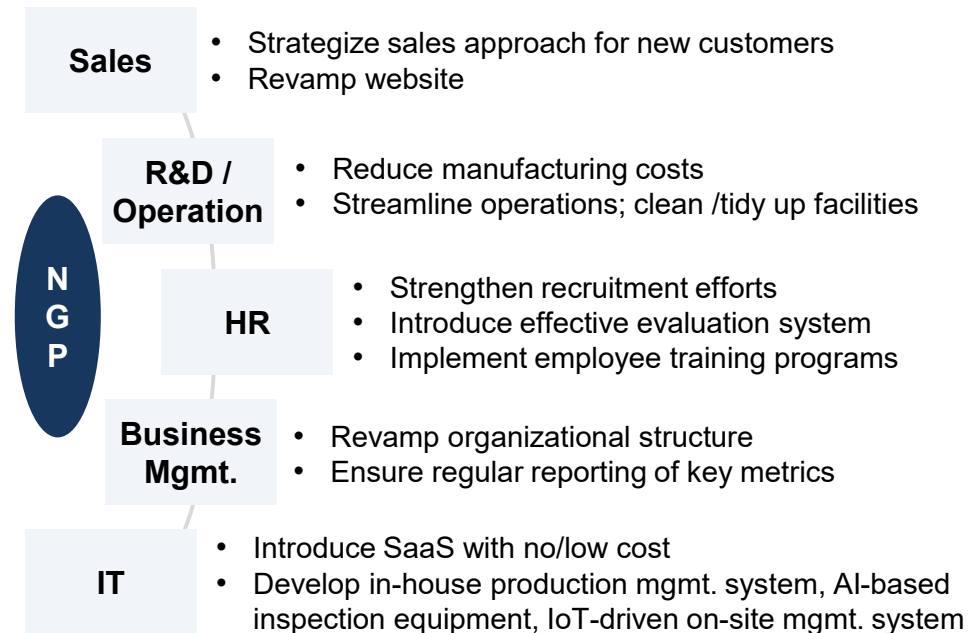 Sales
• Strategize sales approach for new customers
• Revamp website
R&D /
Operation
• Reduce manufacturing costs
• Streamline operations; clean /tidy up facilities
N
G
P
HR
• Strengthen recruitment efforts
• Introduce effective evaluation system
• Implement employee training programs
Business
Mgmt.
• Revamp organizational structure
• Ensure regular reporting of key metrics
IT
• Introduce SaaS with no/low cost
• Develop in-house production mgmt. system, AI-based
inspection equipment, IoT-driven on-site mgmt. system